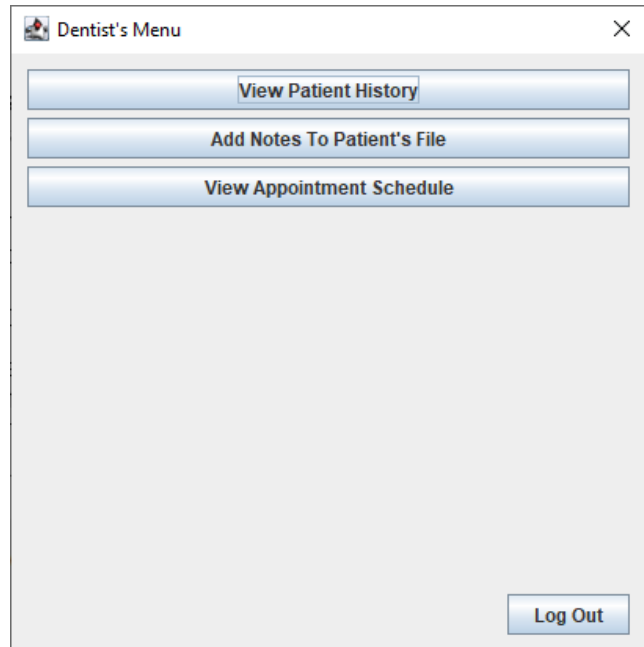 Dentist's Menu
View Patient History
Add Notes To Patient's File
View Appointment Schedule
Log Out